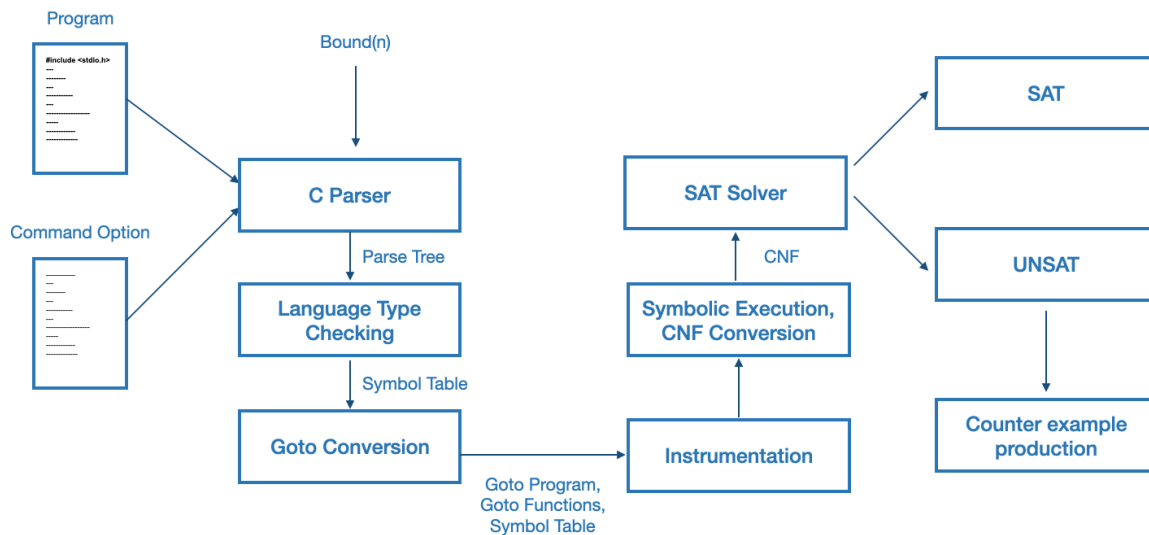 Program
#include <stdio.h>
Bound(n)
C Parser
Command Option
Parse Tree
Language Type
Checking
Symbol Table
Goto Conversion
Goto Program,
Goto Functions,
Symbol Table
Instrumentation
Symbolic Execution,
CNF Conversion
CNF
SAT Solver
SAT
UNSAT
Counter example
production